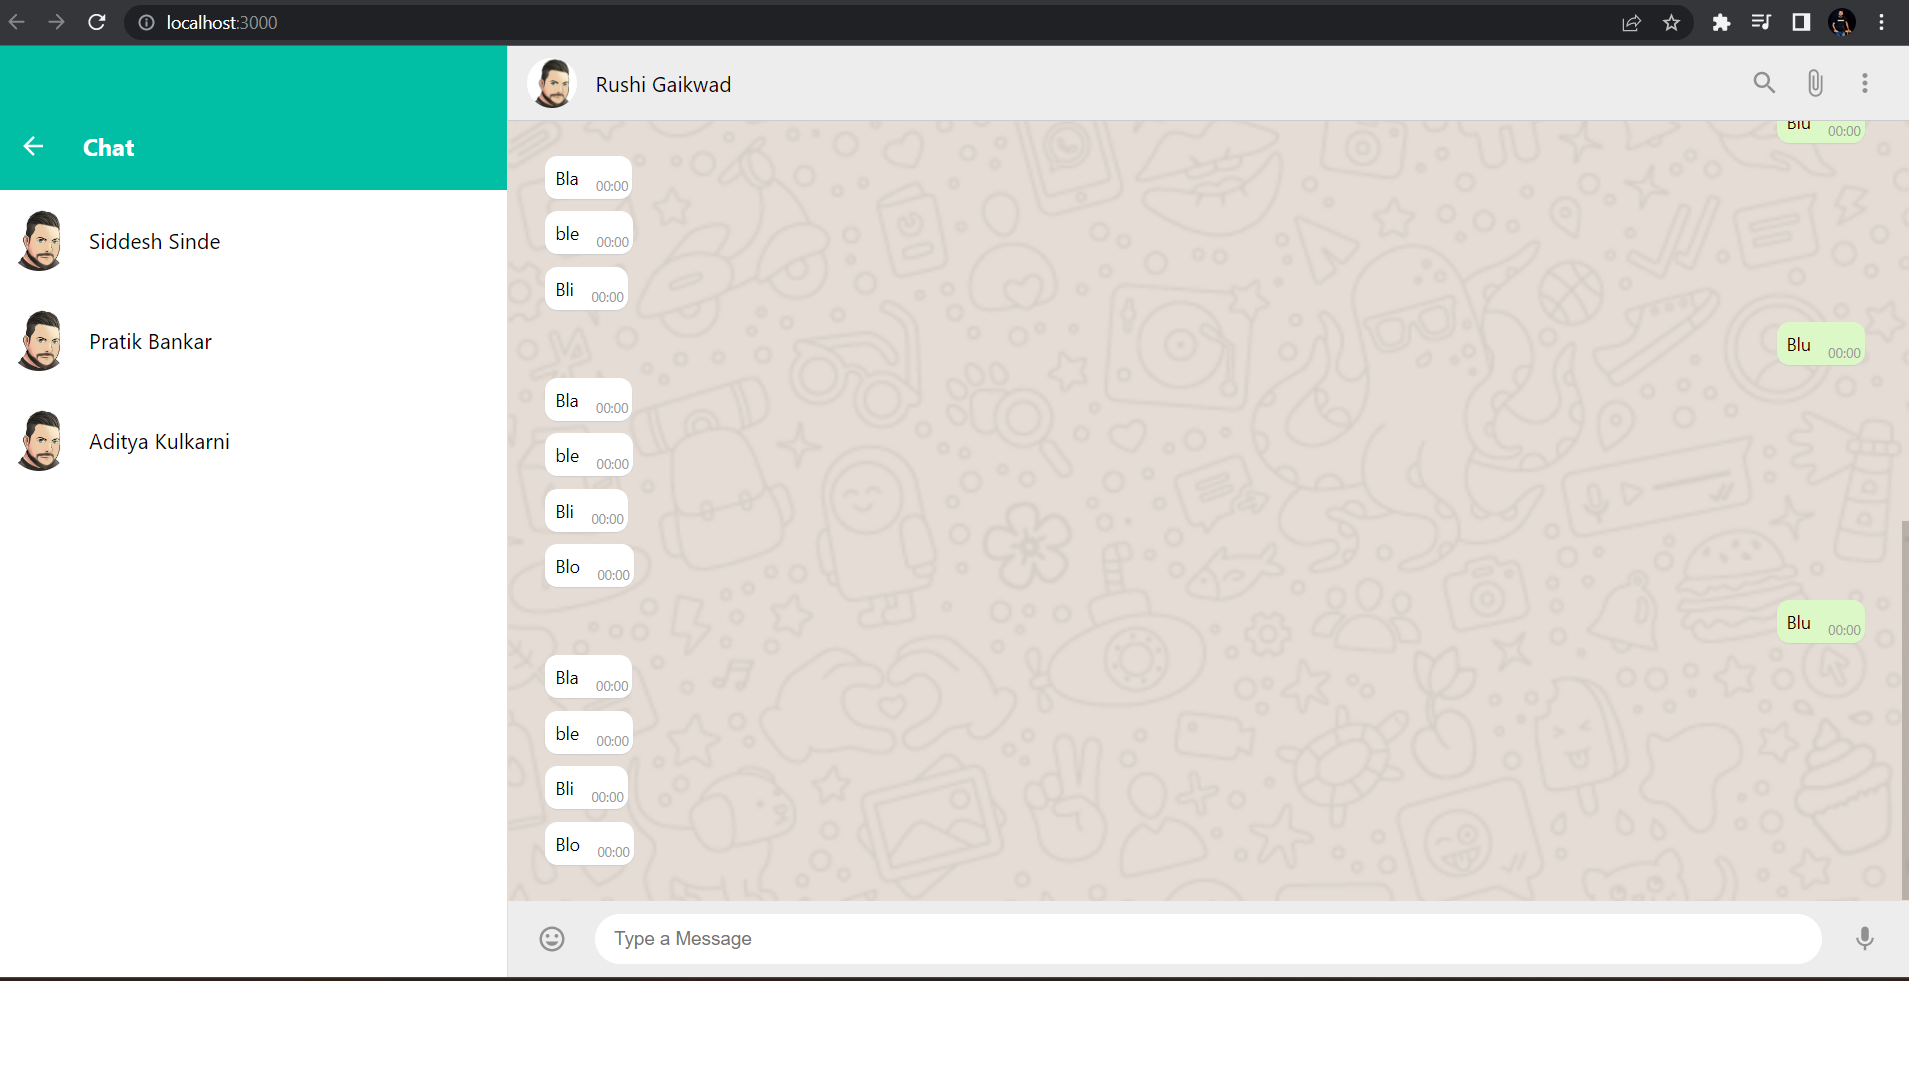 localhost:3000
Chat
Siddesh Sinde
Pratik Bankar
Aditya Kulkarni
Rushi Gaikwad
Blu 00:00
Bla 00:00
ble 00:00
Bli 00:00
Blu 00:00
Bla 00:00
ble 00:00
Bli 00:00
Blo 00:00
Blu 00:00
Bla 00:00
ble 00:00
Bli 00:00
Blo 00:00
Type a Message